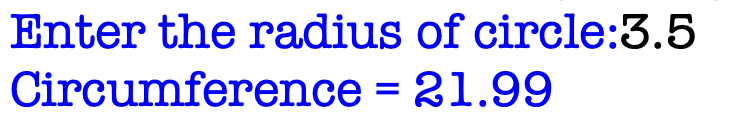 Enter the radius of circle:3.5
Circumference = 21.99